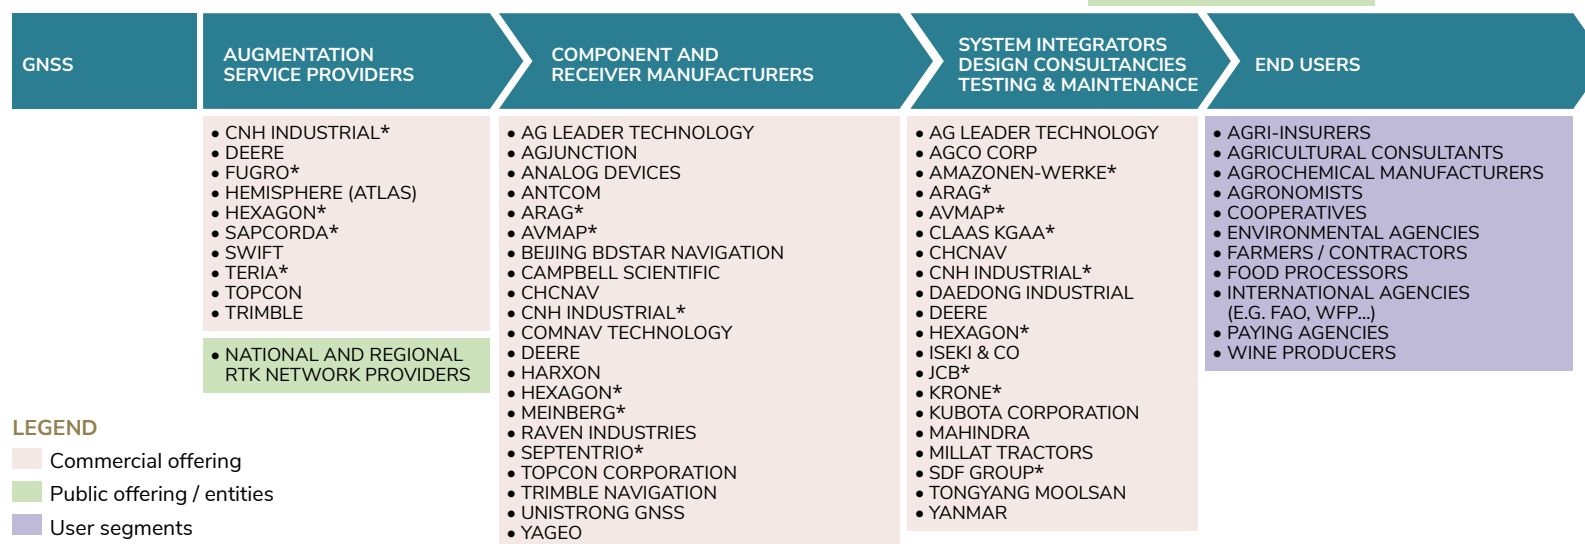 GNSS
AUGMENTATION
SERVICE PROVIDERS
COMPONENT AND
RECEIVER MANUFACTURERS
SYSTEM INTEGRATORS
DESIGN CONSULTANCIES
TESTING & MAINTENANCE
END USERS
• CNH INDUSTRIAL*
• DEERE
• FUGRO*
• HEMISPHERE (ATLAS)
• HEXAGON*
• SAPCORDA*
• SWIFT
• TERIA*
• TOPCON
• TRIMBLE
• NATIONAL AND REGIONAL
RTK NETWORK PROVIDERS
• AG LEADER TECHNOLOGY
• AGJUNCTION
• ANALOG DEVICES
• ANTCOM
• ARAG*
• AVMAP*
• BEIJING BDSTAR NAVIGATION
• CAMPBELL SCIENTIFIC
• CHCNAV
• CNH INDUSTRIAL*
• COMNAV TECHNOLOGY
• DEERE
• HARXON
• HEXAGON*
• MEINBERG*
• RAVEN INDUSTRIES
• SEPTENTRIO*
• TOPCON CORPORATION
• TRIMBLE NAVIGATION
• UNISTRONG GNSS
• YAGEO
• AG LEADER TECHNOLOGY
• AGCO CORP
• AMAZONEN-WERKE*
• ARAG*
• AVMAP*
• CLAAS KGAA*
• CHCNAV
• CNH INDUSTRIAL*
• DAEDONG INDUSTRIAL
• DEERE
• HEXAGON*
• ISEKI & CO
• JCB*
• KRONE*
• KUBOTA CORPORATION
• MAHINDRA
• MILLAT TRACTORS
• SDF GROUP*
• TONGYANG MOOLSAN
• YANMAR
• AGRI-INSURERS
• AGRICULTURAL CONSULTANTS
• AGROCHEMICAL MANUFACTURERS
• AGRONOMISTS
• COOPERATIVES
• ENVIRONMENTAL AGENCIES
• FARMERS / CONTRACTORS
• FOOD PROCESSORS
• INTERNATIONAL AGENCIES
(E.G. FAO, WFP...)
• PAYING AGENCIES
• WINE PRODUCERS
LEGEND
Commercial offering
Public offering / entities
User segments